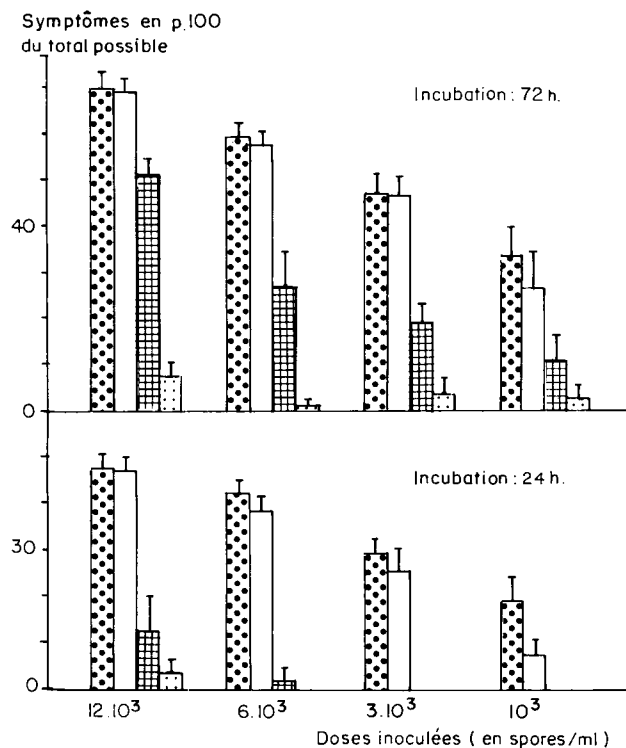 Symptômes en p.100
du total possible
Incubation : 72 h.
40
0
Incubation : 24 h.
30
0
12.10³ 6.10³ 3.10³ 10³
Doses inoculées ( en spores/ml )